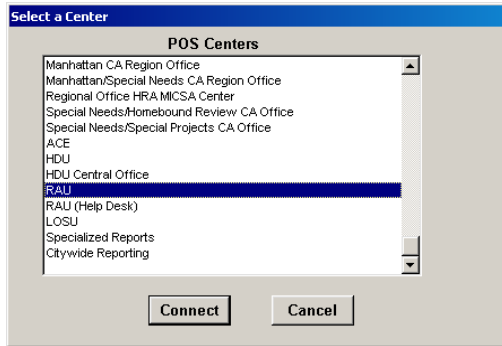 Select a Center
POS Centers
Manhattan CA Region Office
Manhattan/Special Needs CA Region Office
Regional Office HRA MICSA Center
Special Needs/Homebound Review CA Office
Special Needs/Special Projects CA Office
ACE
HDU
HDU Central Office
RAU
RAU (Help Desk)
LOSU
Specialized Reports
Citywide Reporting
Connect Cancel